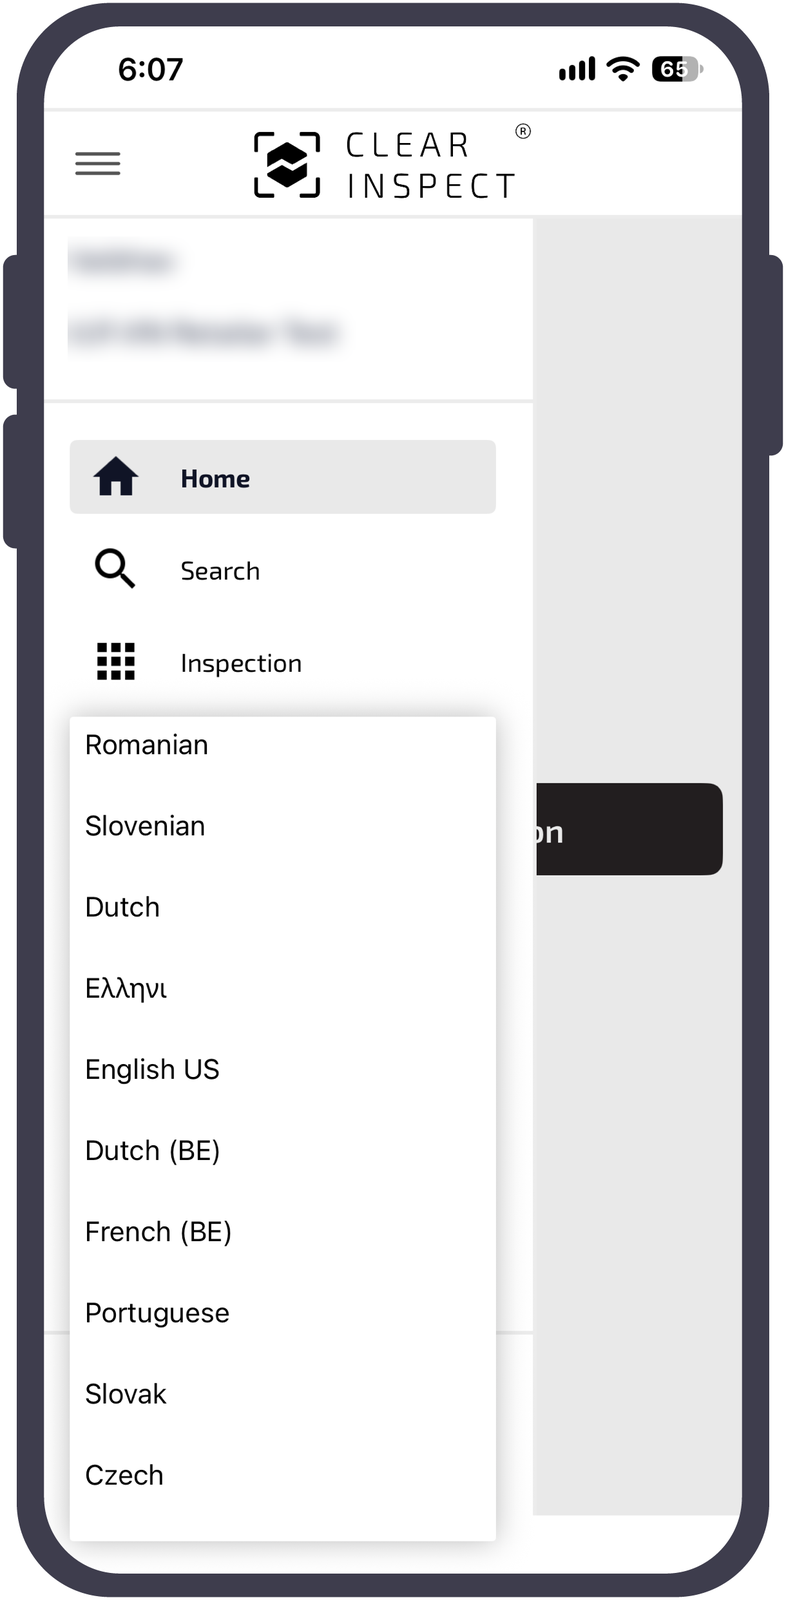 6:07
65
CLEAR ®
INSPECT
Home
Search
Inspection
on
Romanian
Slovenian
Dutch
Ελληνι
English US
Dutch (BE)
French (BE)
Portuguese
Slovak
Czech